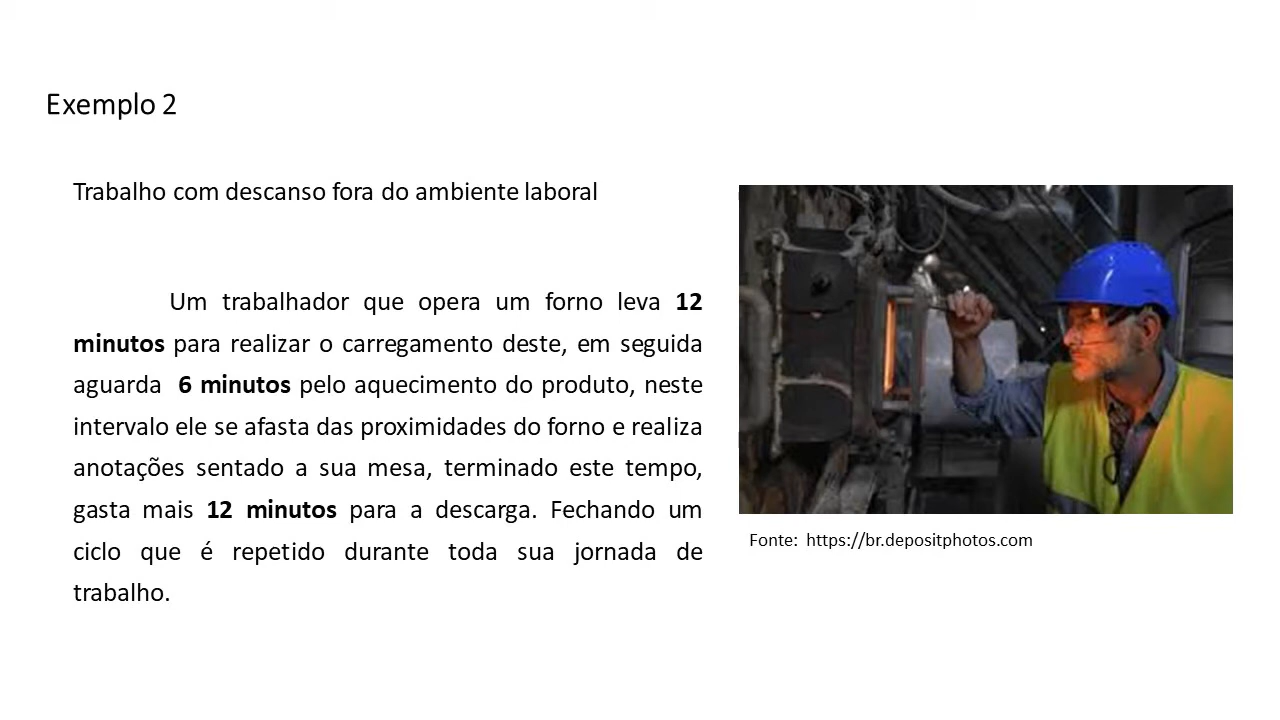 Exemplo 2
Trabalho com descanso fora do ambiente laboral
Um trabalhador que opera um forno leva 12
minutos para realizar o carregamento deste, em seguida
aguarda 6 minutos pelo aquecimento do produto, neste
intervalo ele se afasta das proximidades do forno e realiza
anotações sentado a sua mesa, terminado este tempo,
gasta mais 12 minutos para a descarga. Fechando um
ciclo que é repetido durante toda sua jornada de
trabalho.
Fonte: https://br.depositphotos.com